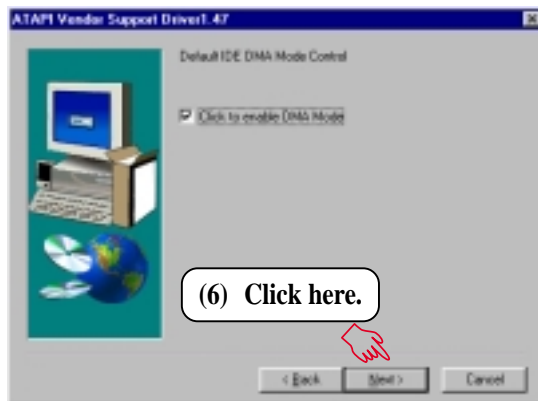 ATAPI Vendor Support Driver1.47
Default IDE DMA Mode Control
Click to enable DMA Mode
(6) Click here.
< Back
Next >
Cancel